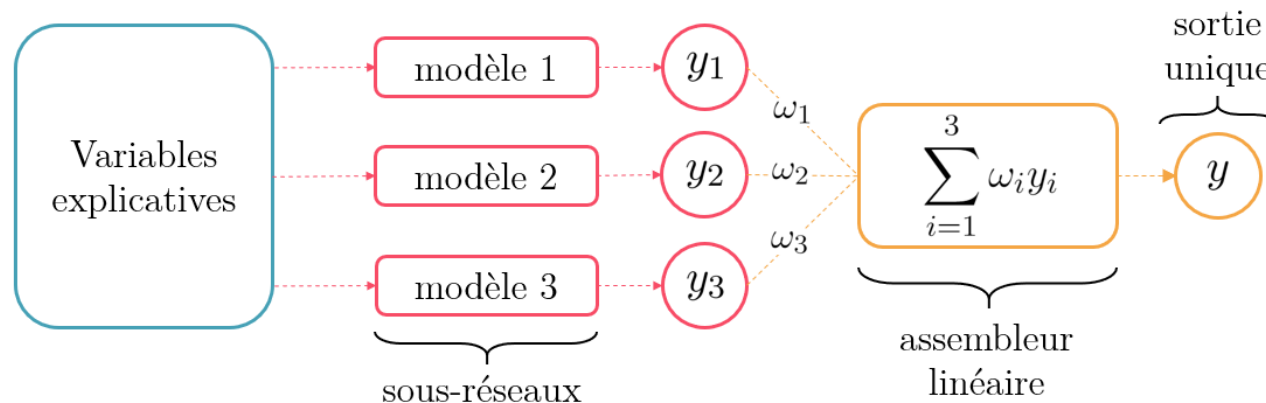 Variables
explicatives
modèle 1
modèle 2
modèle 3
sous-réseaux
y₁
y₂
y₃
ω₁
ω₂
ω₃
3
∑ ωᵢyᵢ
i=1
assembleur
linéaire
sortie
unique
y